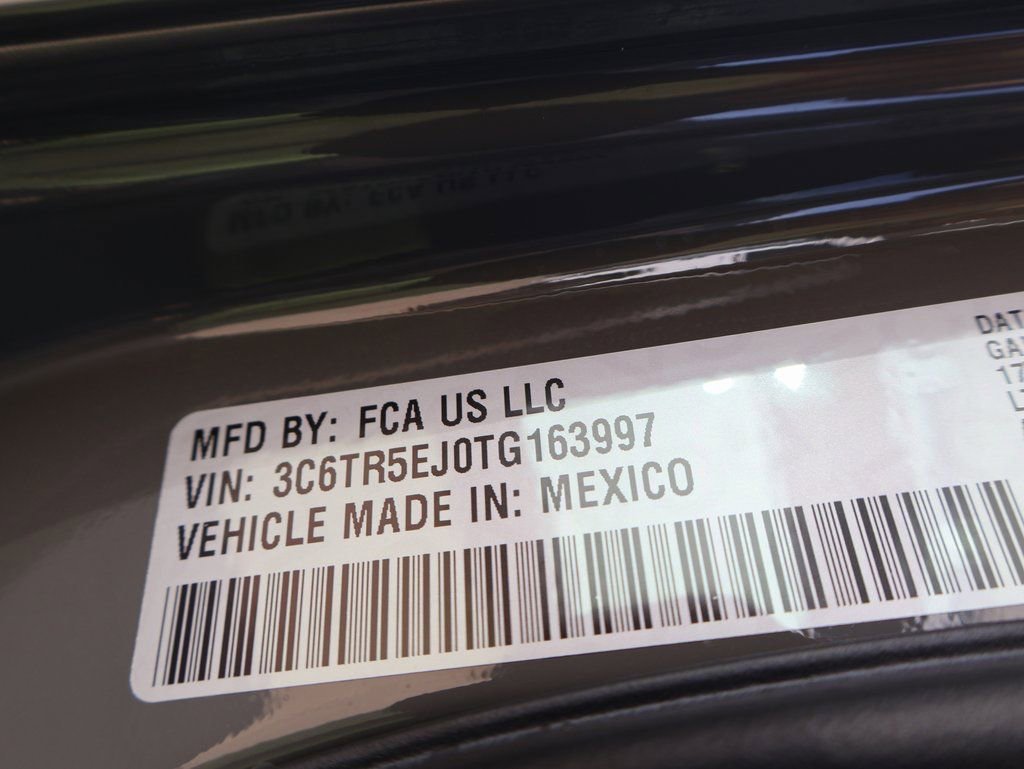 MFD BY: FCA US LLC
VIN: 3C6TR5EJ0TG163997
VEHICLE MADE IN: MEXICO